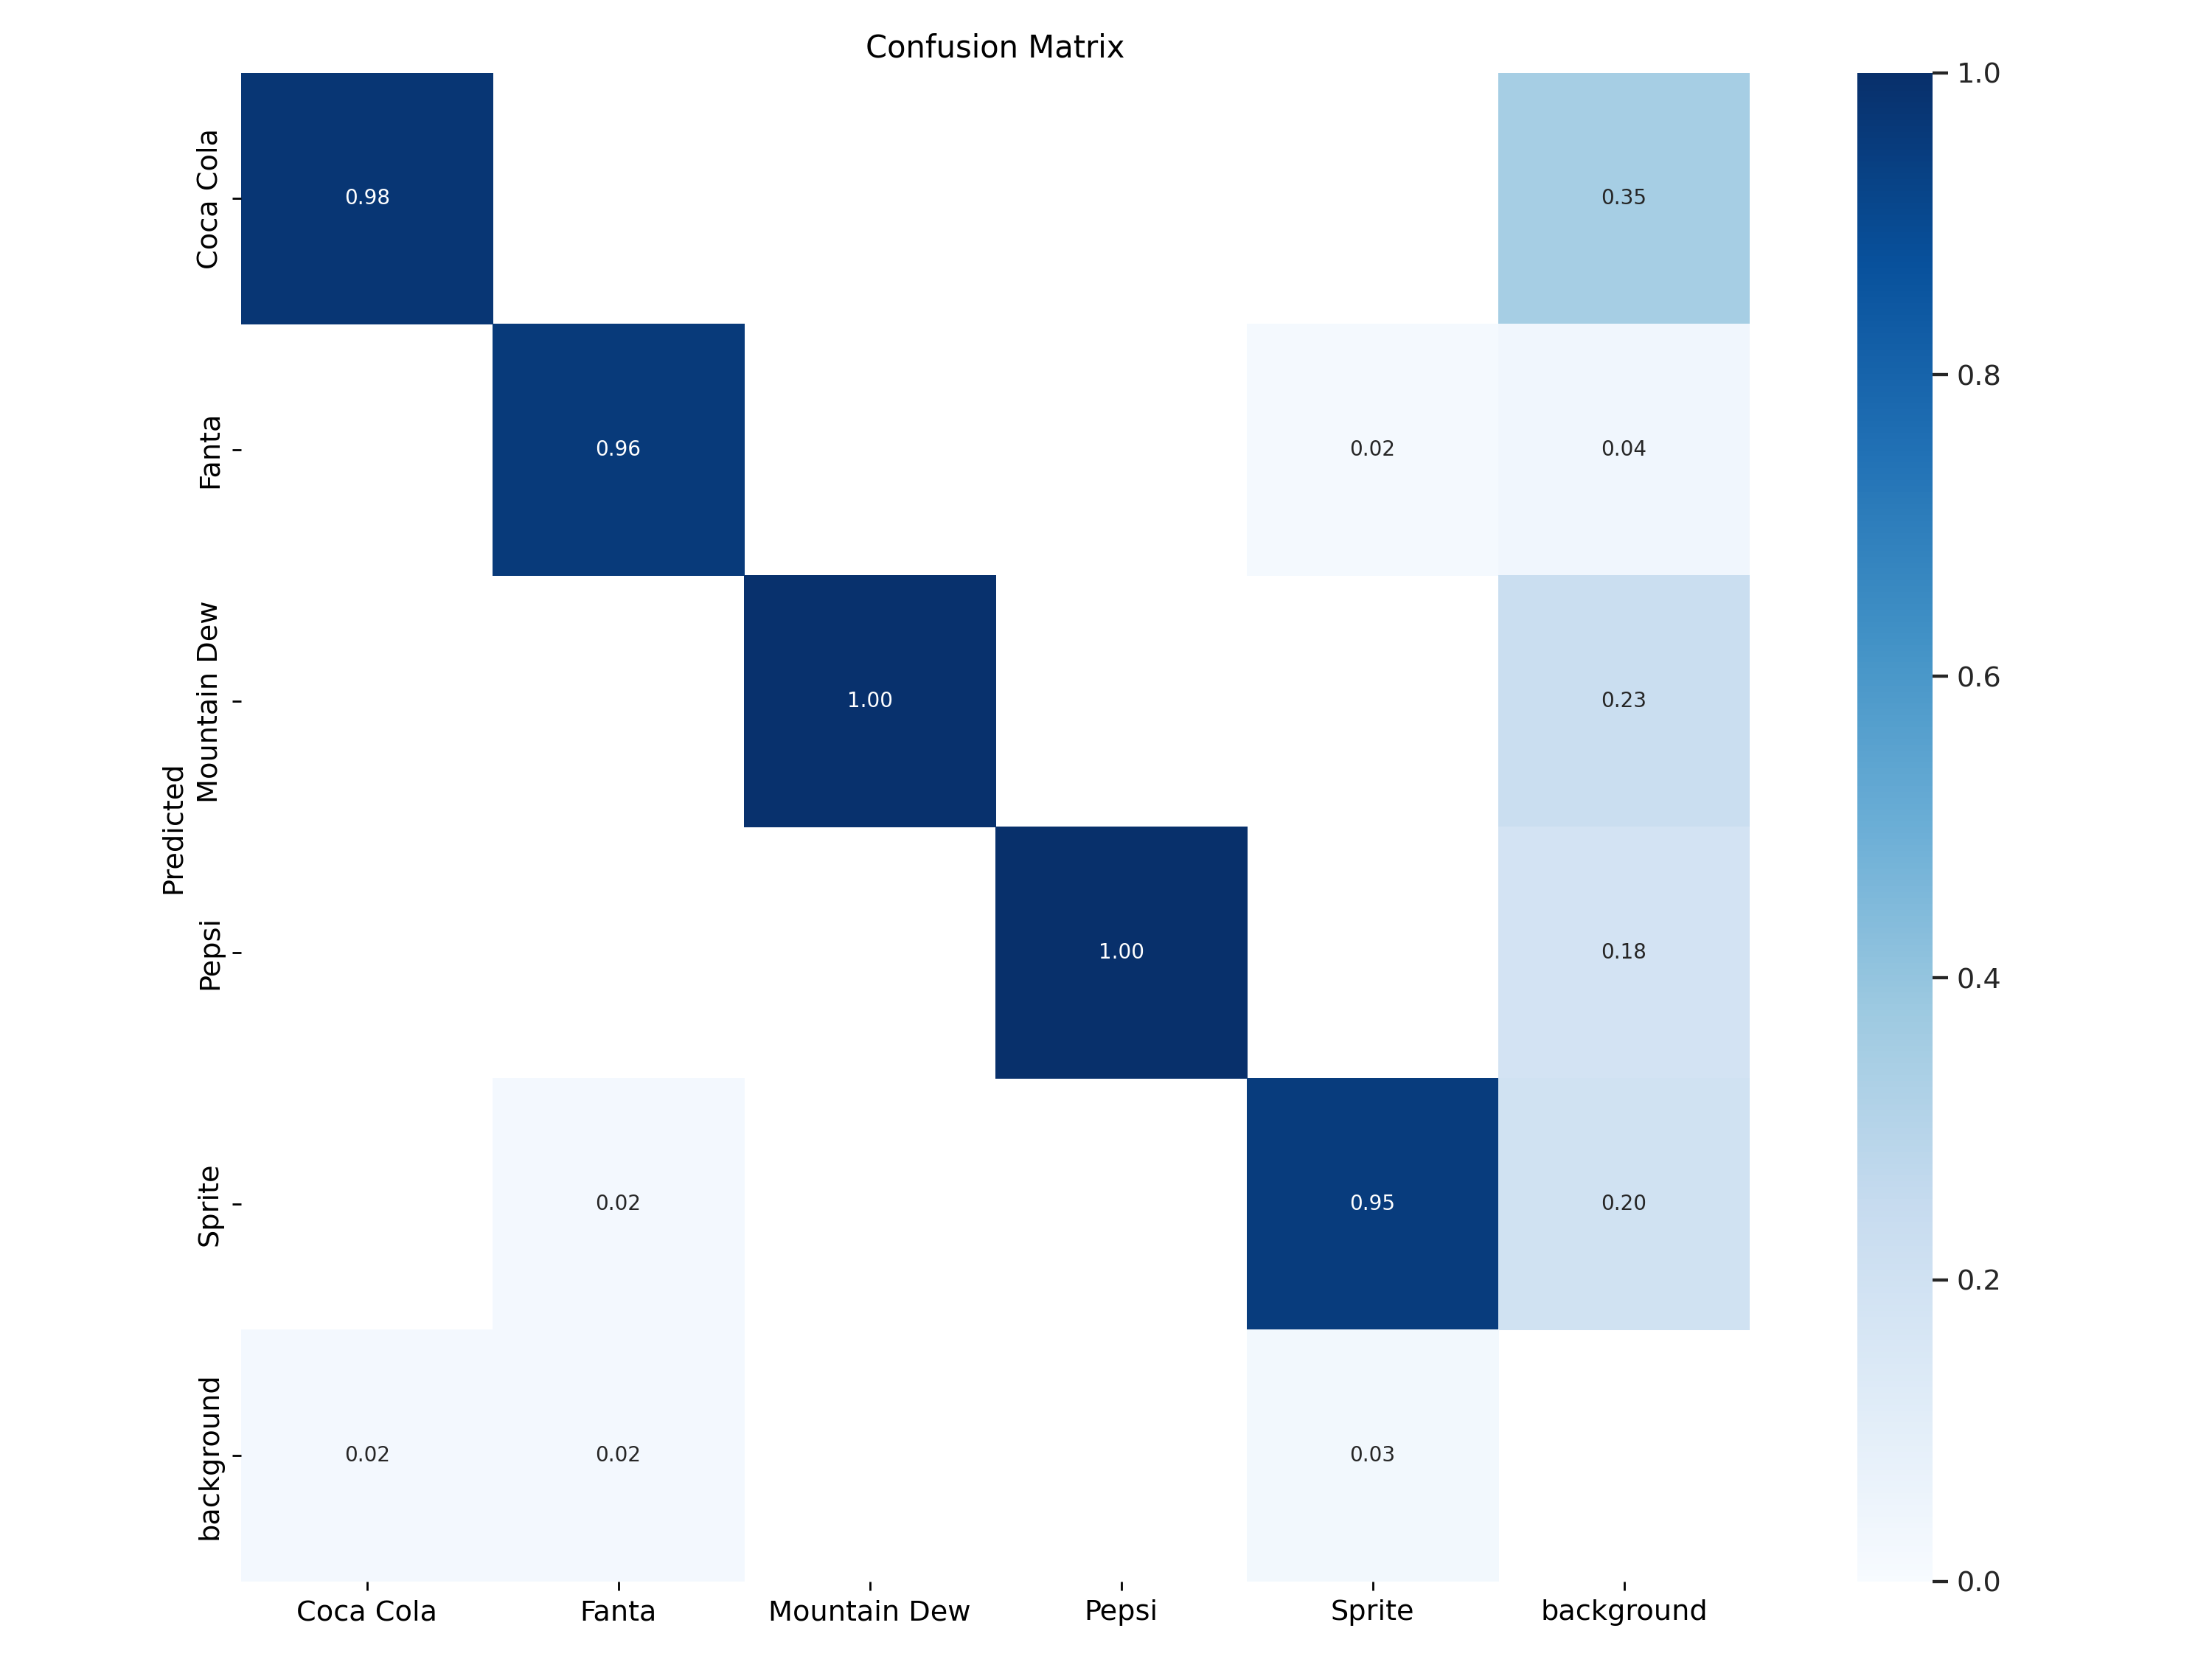 Confusion Matrix
Predicted
Coca Cola
Fanta
Mountain Dew
Pepsi
Sprite
background
0.98
0.35
0.96
0.02
0.04
1.00
0.23
1.00
0.18
0.02
0.95
0.20
0.02
0.02
0.03
Coca Cola
Fanta
Mountain Dew
Pepsi
Sprite
background
1.0
0.8
0.6
0.4
0.2
0.0